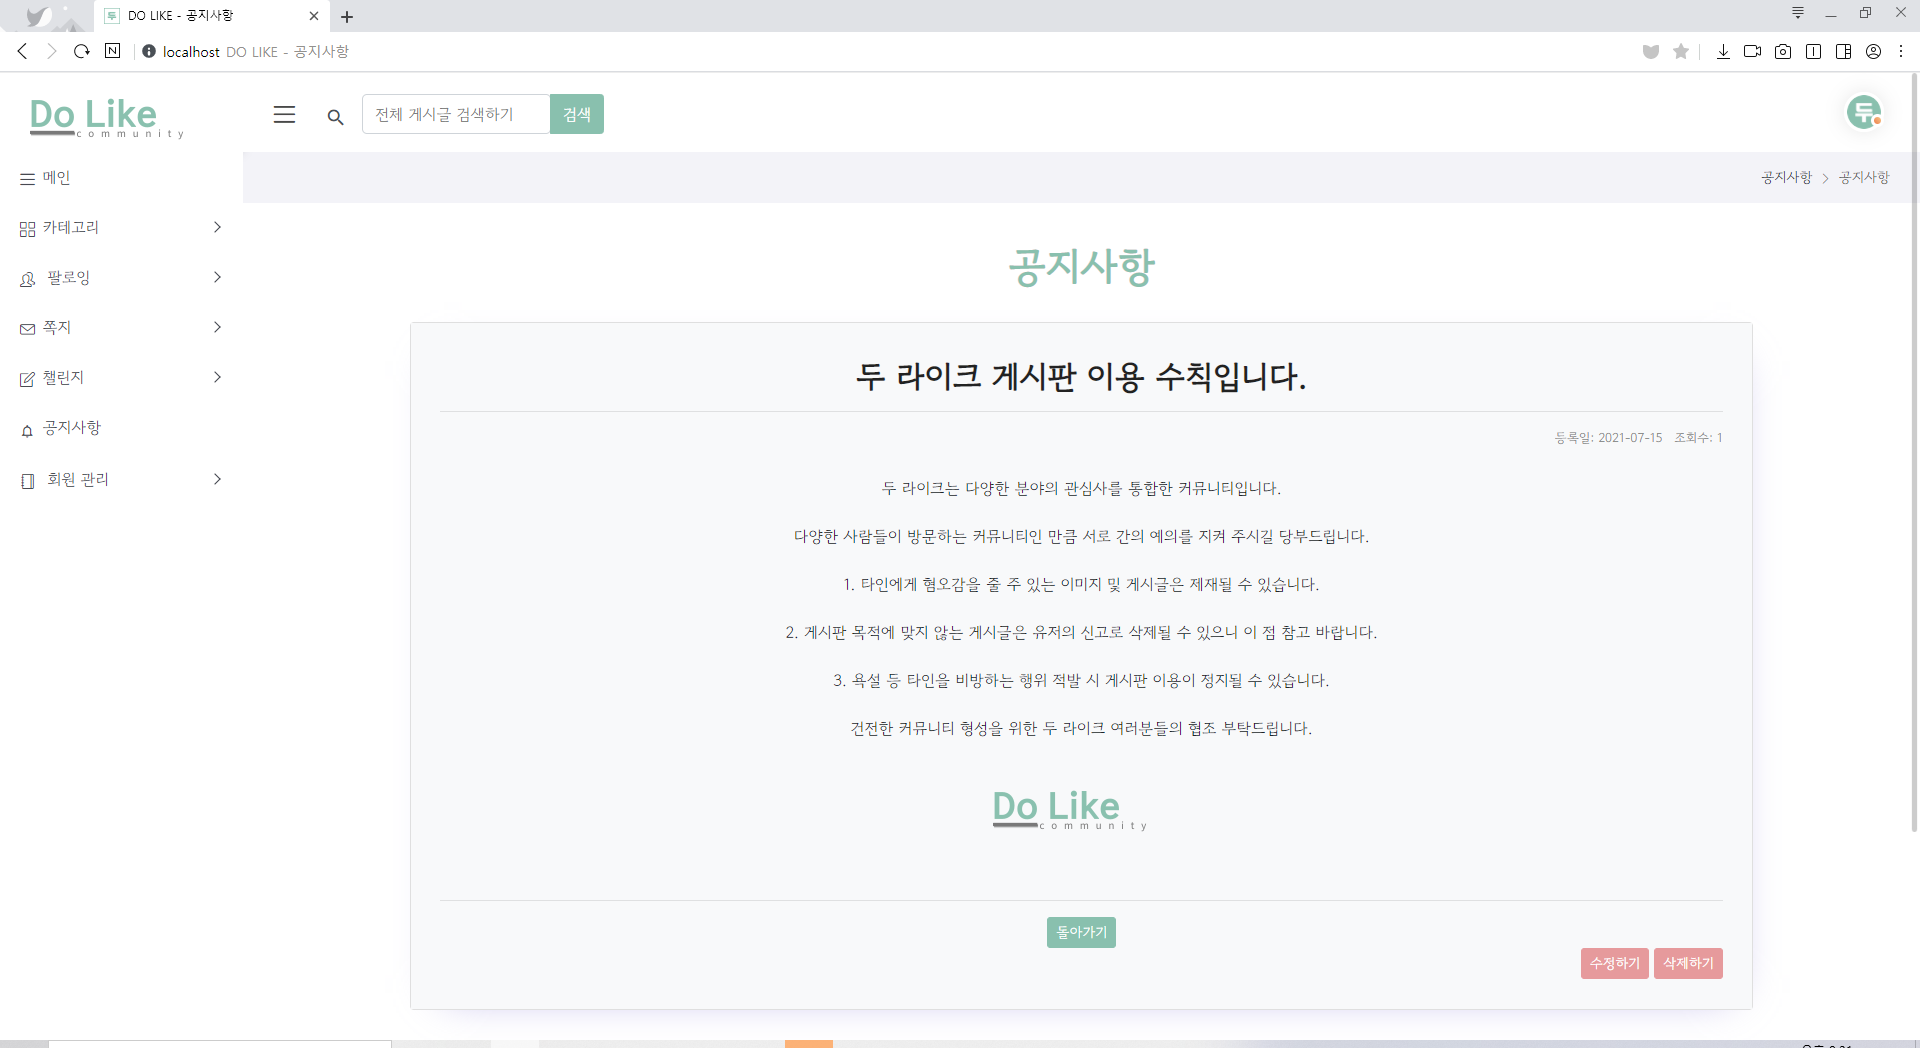 두 DO LIKE - 공지사항
N localhost DO LIKE - 공지사항
Do Like
community
전체 게시글 검색하기 검색
두
메인
공지사항 > 공지사항
카테고리
팔로잉
쪽지
챌린지
공지사항
회원 관리
공지사항
두 라이크 게시판 이용 수칙입니다.
등록일: 2021-07-15 조회수: 1
두 라이크는 다양한 분야의 관심사를 통합한 커뮤니티입니다.
다양한 사람들이 방문하는 커뮤니티인 만큼 서로 간의 예의를 지켜 주시길 당부드립니다.
1. 타인에게 혐오감을 줄 주 있는 이미지 및 게시글은 제재될 수 있습니다.
2. 게시판 목적에 맞지 않는 게시글은 유저의 신고로 삭제될 수 있으니 이 점 참고 바랍니다.
3. 욕설 등 타인을 비방하는 행위 적발 시 게시판 이용이 정지될 수 있습니다.
건전한 커뮤니티 형성을 위한 두 라이크 여러분들의 협조 부탁드립니다.
Do Like
community
돌아가기
수정하기 삭제하기